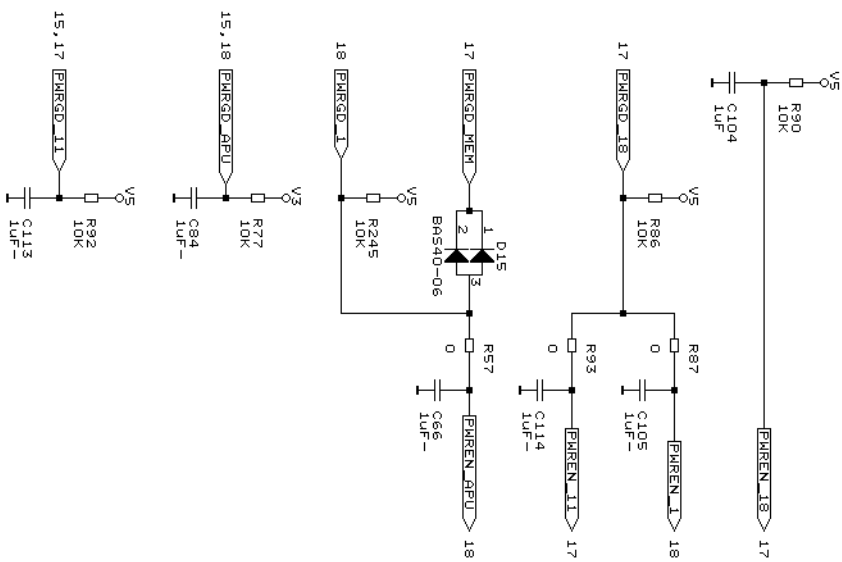 V5
R90
10K
C104
1uF
PWREN_18
17
17
PWRGD_18
V5
R86
10K
R87
0
C105
1uF-
PWREN_1
18
R93
0
C114
1uF-
PWREN_11
17
17
PWRGD_MEM
D15
1
2
3
BAS40-06
R57
0
C66
1uF-
PWREN_APU
18
18
PWRGD_1
V5
R245
10K
15,18
PWRGD_APU
V3
R77
10K
C84
1uF-
15,17
PWRGD_11
V5
R92
10K
C113
1uF-